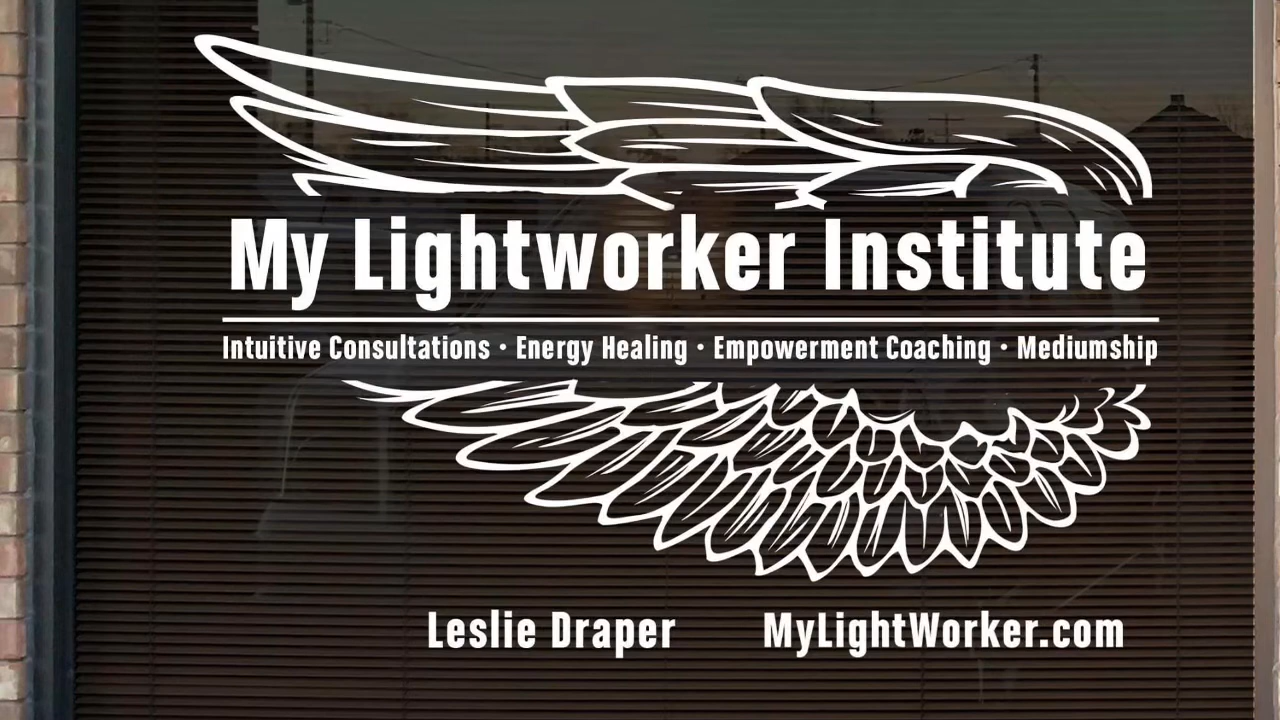 My Lightworker Institute
Intuitive Consultations • Energy Healing • Empowerment Coaching • Mediumship
Leslie Draper MyLightWorker.com